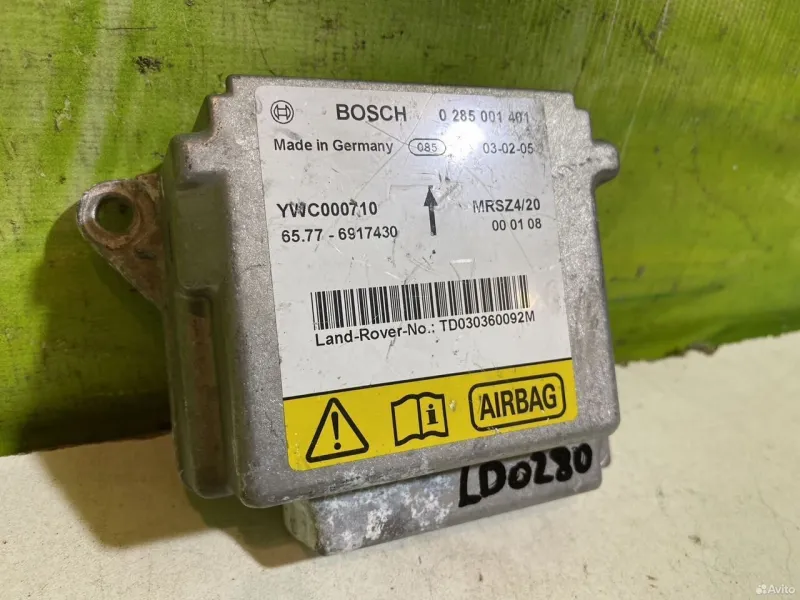 BOSCH 0 285 001 401
Made in Germany 085 03-02-05
YWC000710 MRSZ4/20
65.77 - 6917430 00 01 08
Land-Rover-No.: TD030360092M
AIRBAG
LD0280
Avito